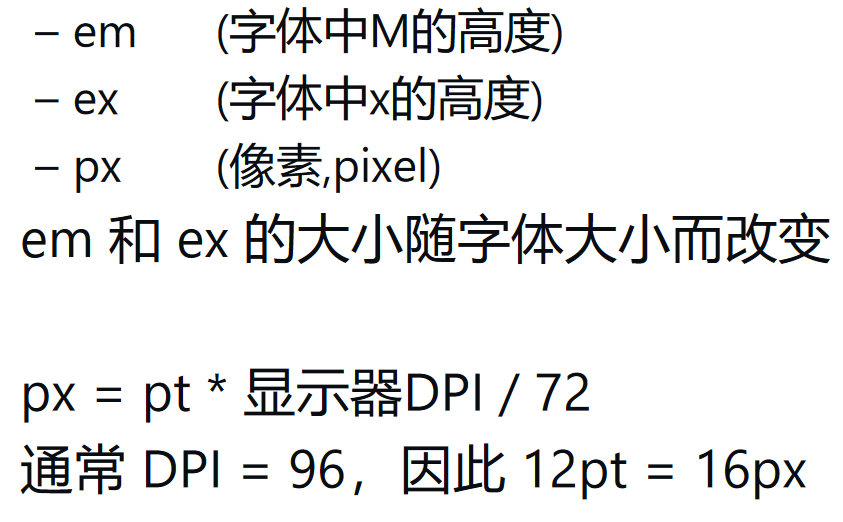 – em (字体中M的高度)
– ex (字体中x的高度)
– px (像素,pixel)
em 和 ex 的大小随字体大小而改变
px = pt * 显示器DPI / 72
通常 DPI = 96，因此 12pt = 16px